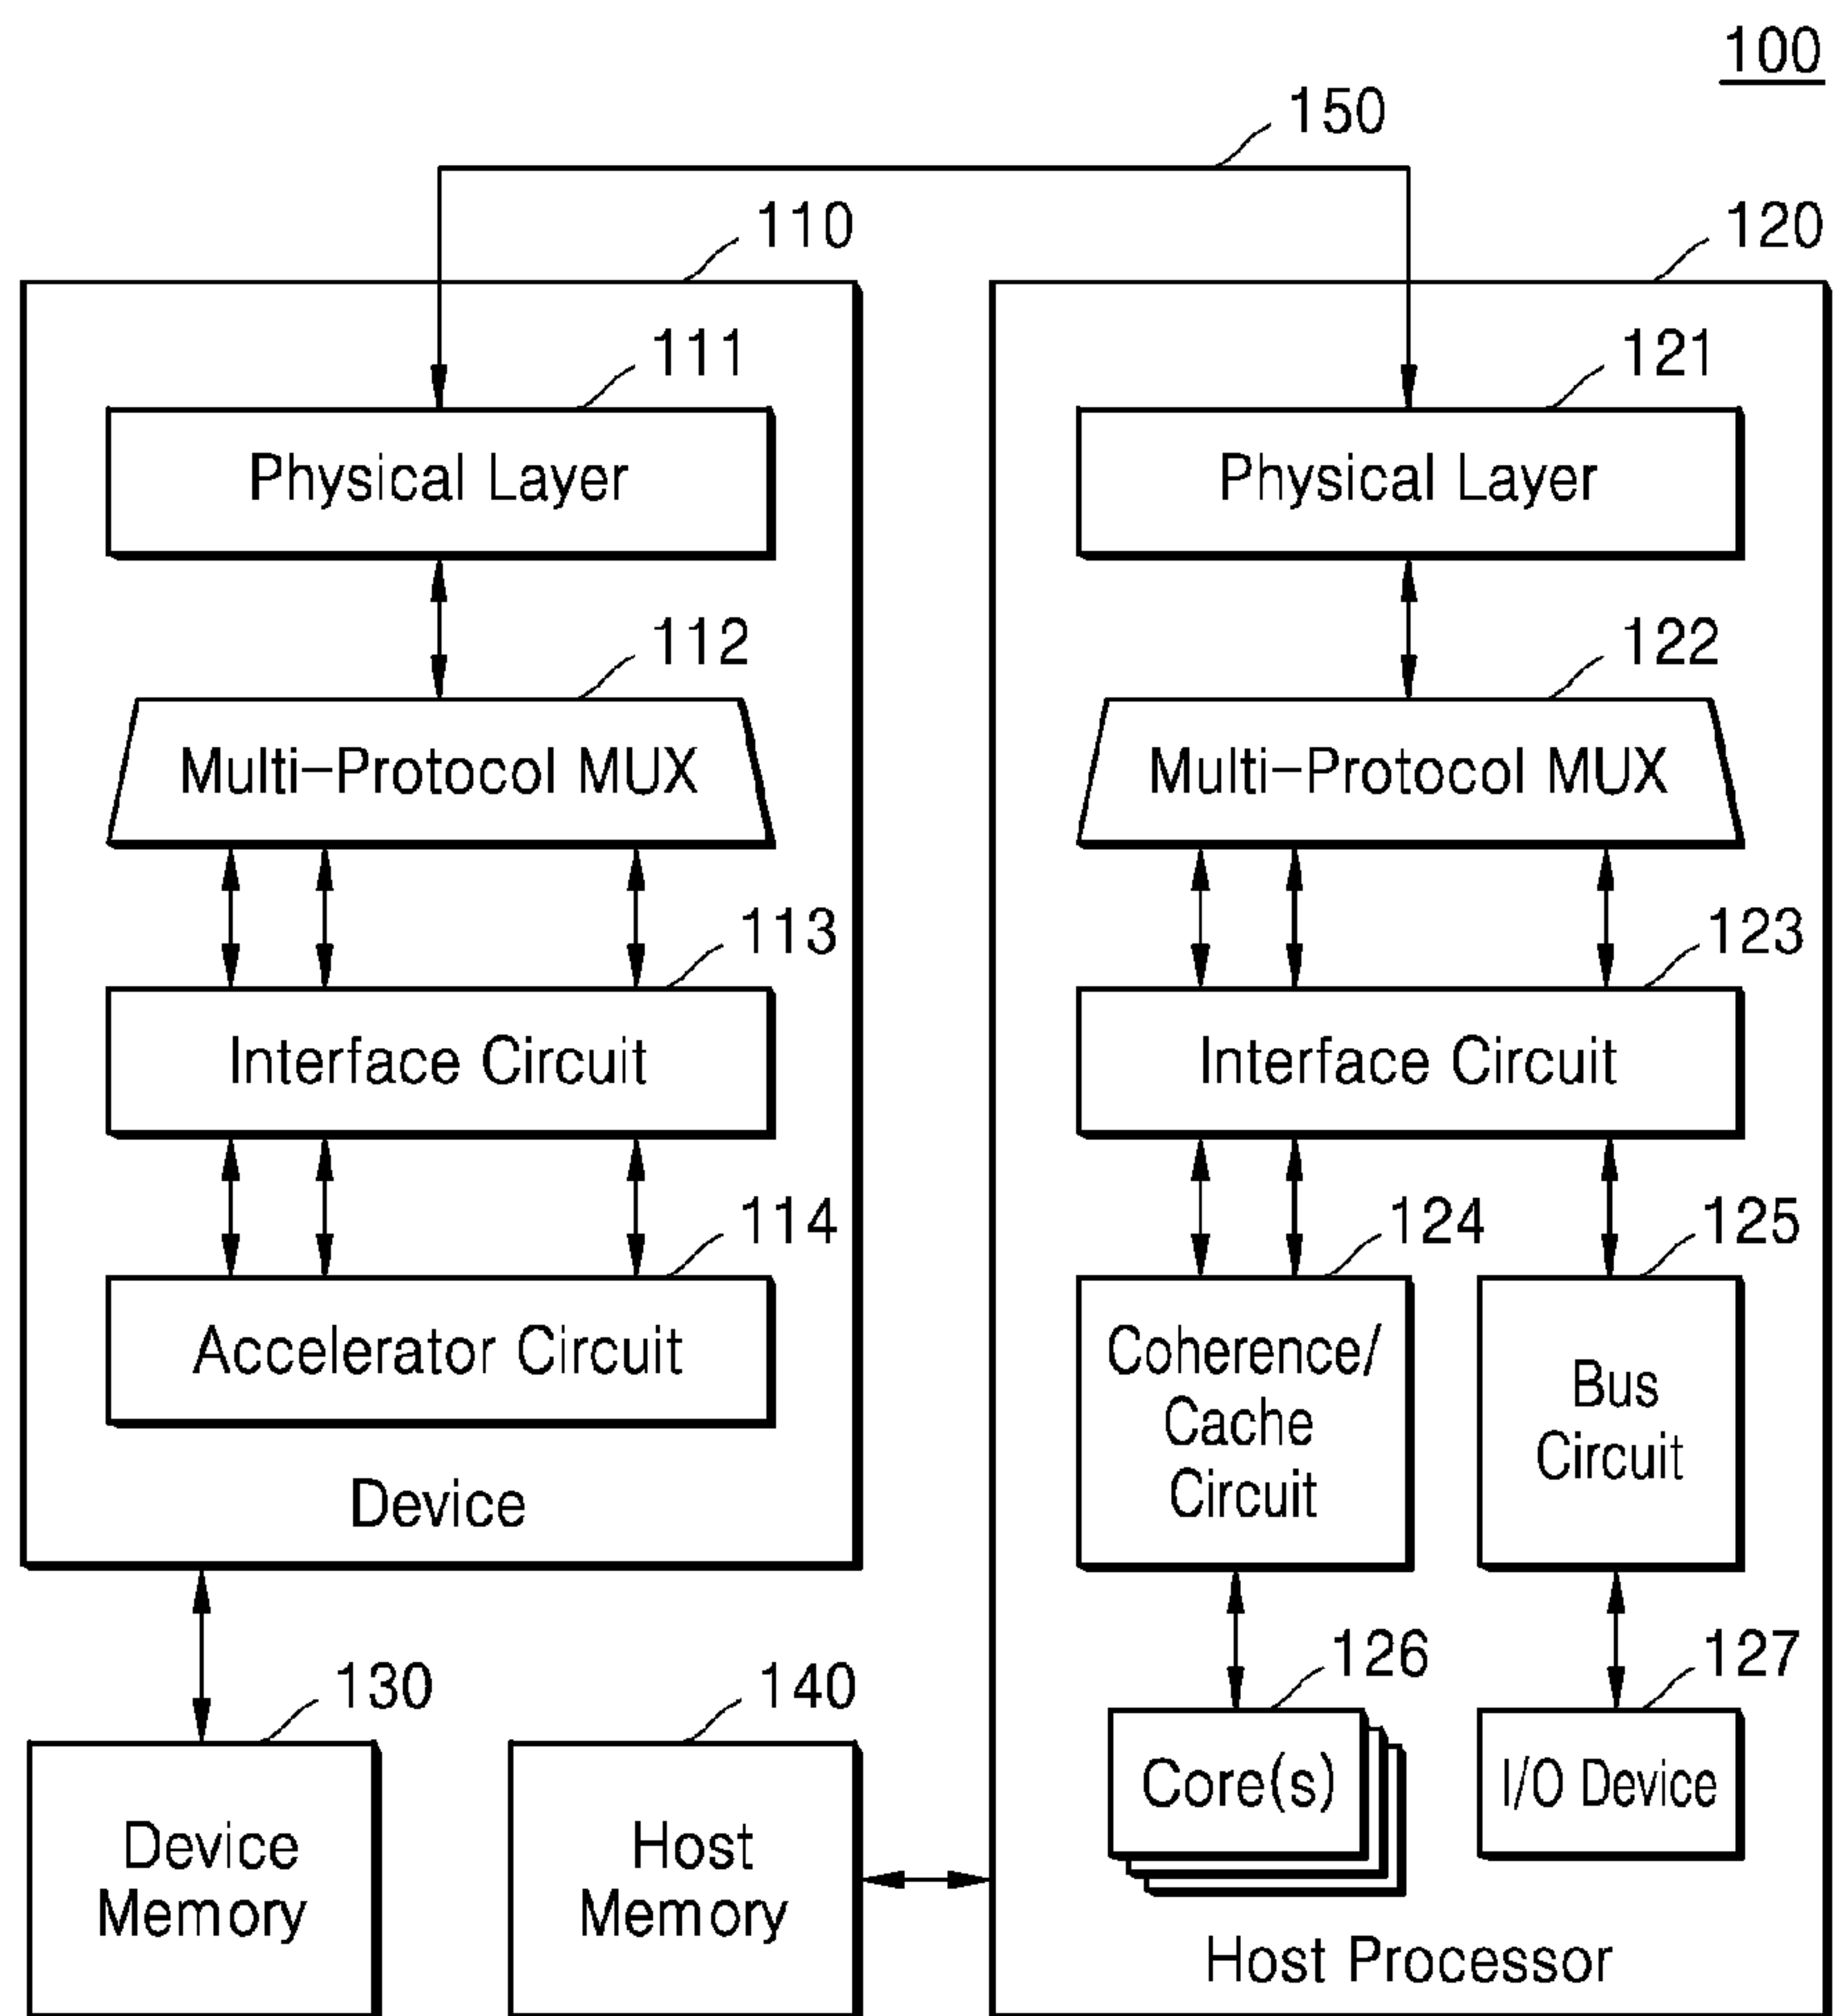 100
150
110
120
111
121
Physical Layer
Physical Layer
112
122
Multi-Protocol MUX
Multi-Protocol MUX
113
123
Interface Circuit
Interface Circuit
114
124
125
Accelerator Circuit
Coherence/
Cache
Circuit
Bus
Circuit
Device
126
127
130
140
Core(s)
I/O Device
Device
Memory
Host
Memory
Host Processor